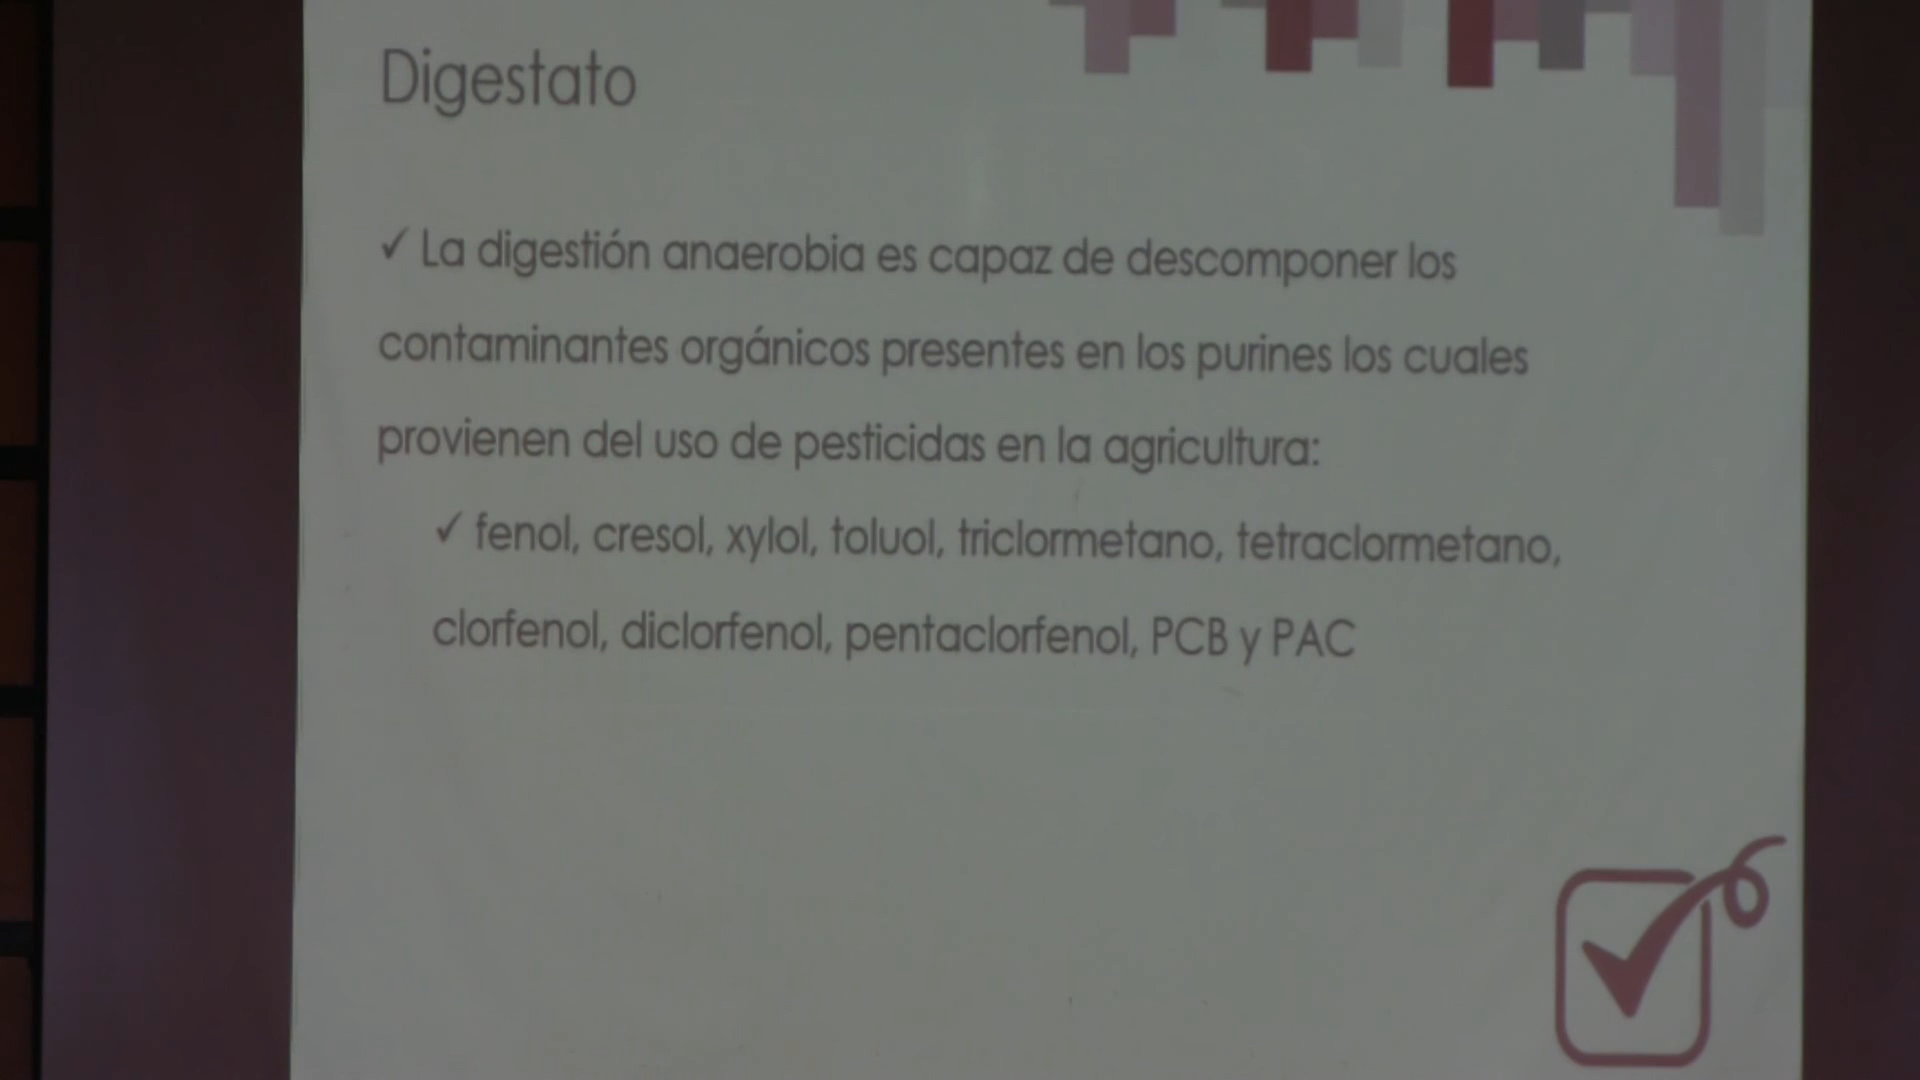 Digestato
✓ La digestión anaerobia es capaz de descomponer los
contaminantes orgánicos presentes en los purines los cuales
provienen del uso de pesticidas en la agricultura:
✓ fenol, cresol, xylol, toluol, triclormetano, tetraclormetano,
clorfenol, diclorfenol, pentaclorfenol, PCB y PAC